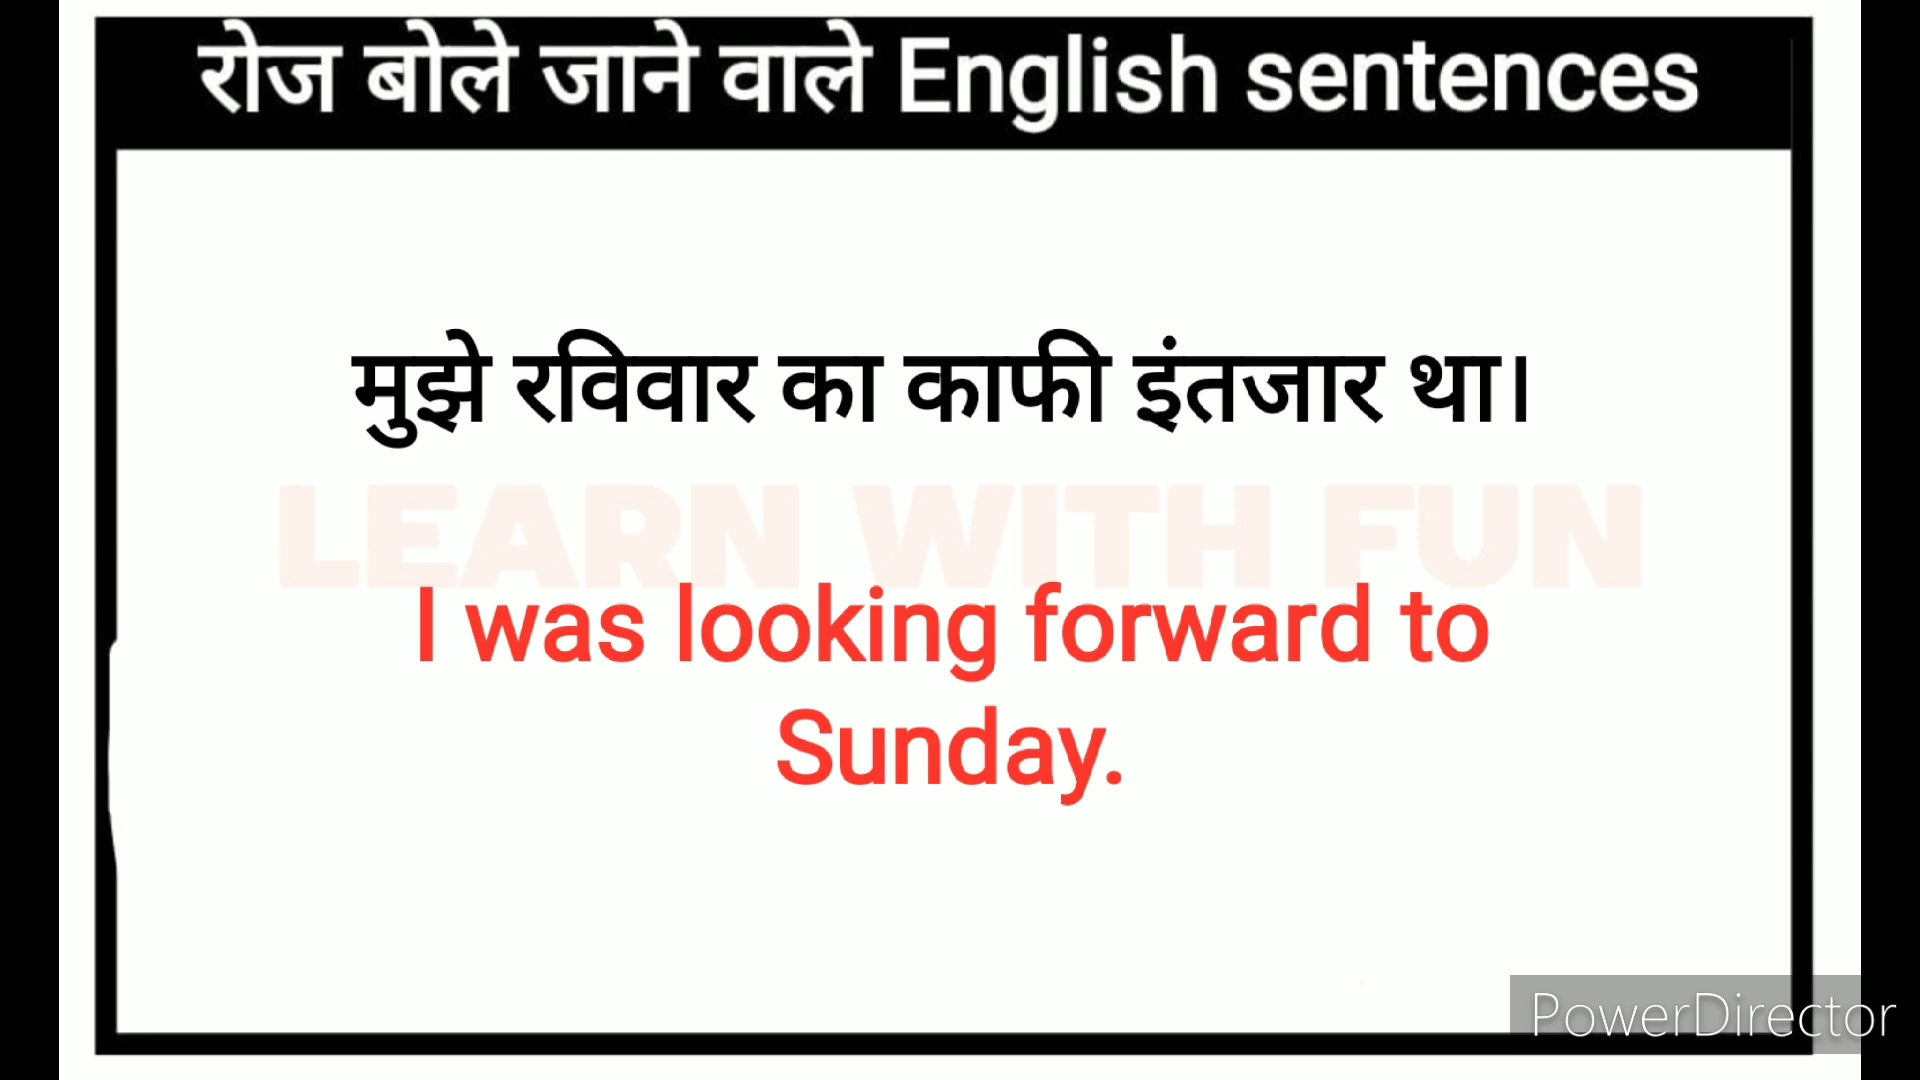 रोज बोले जाने वाले English sentences
मुझे रविवार का काफी इंतजार था।
LEARN WITH FUN
I was looking forward to
Sunday.
PowerDirector